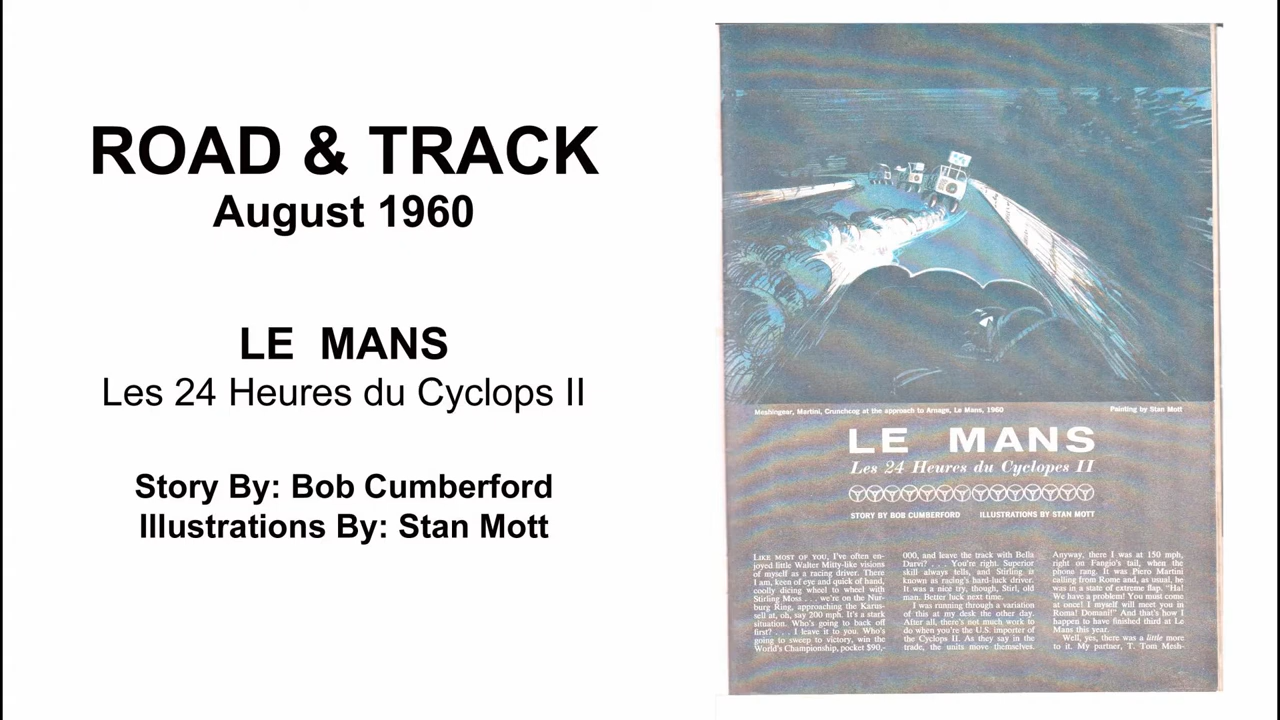 ROAD & TRACK
August 1960
LE MANS
Les 24 Heures du Cyclops II
Story By: Bob Cumberford
Illustrations By: Stan Mott
Meshingear, Martini, Crunchcog at the approach to Arnage, Le Mans, 1960
Painting by Stan Mott
LE MANS
Les 24 Heures du Cyclopes II
STORY BY BOB CUMBERFORD ILLUSTRATIONS BY STAN MOTT
LIKE MOST OF YOU, I've often en-
joyed little Walter Mitty-like visions
of myself as a racing driver. There
I am, keen of eye and quick of hand,
coolly dicing wheel to wheel with
Stirling Moss . . . we're on the Nur-
burg Ring, approaching the Karus-
sell at, oh, say 200 mph. It's a stark
situation. Who's going to back off
first? . . . I leave it to you. Who's
going to sweep to victory, win the
World's Championship, pocket $90,-
000, and leave the track with Bella
Darvi? . . . You're right. Superior
skill always tells, and Stirling is
known as racing's hard-luck driver.
It was a nice try, though, Stirl, old
man. Better luck next time.
I was running through a variation
of this at my desk the other day.
After all, there's not much work to
do when you're the U.S. importer of
the Cyclops II. As they say in the
trade, the units move themselves.
Anyway, there I was at 150 mph,
right on Fangio's tail, when the
phone rang. It was Piero Martini
calling from Rome and, as usual, he
was in a state of extreme flap. "Ha!
We have a problem! You must come
at once! I myself will meet you in
Roma! Domani!" And that's how I
happen to have finished third at Le
Mans this year.
Well, yes, there was a little more
to it. My partner, T. Tom Mesh-